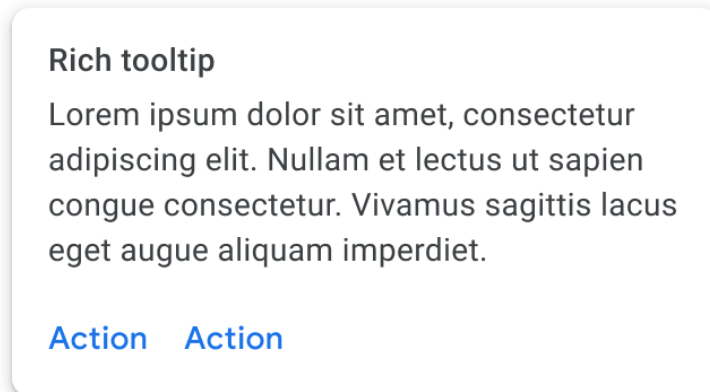 Rich tooltip
Lorem ipsum dolor sit amet, consectetur
adipiscing elit. Nullam et lectus ut sapien
congue consectetur. Vivamus sagittis lacus
eget augue aliquam imperdiet.
Action Action